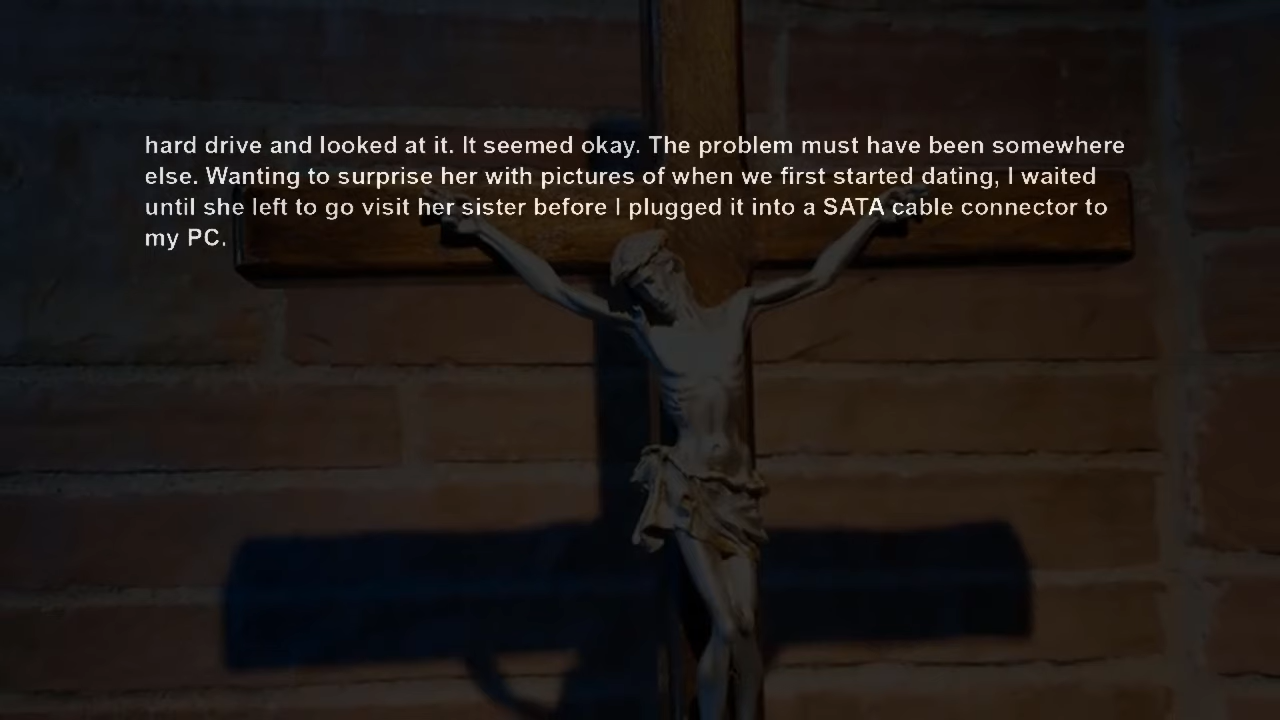 hard drive and looked at it. It seemed okay. The problem must have been somewhere
else. Wanting to surprise her with pictures of when we first started dating, I waited
until she left to go visit her sister before I plugged it into a SATA cable connector to
my PC.